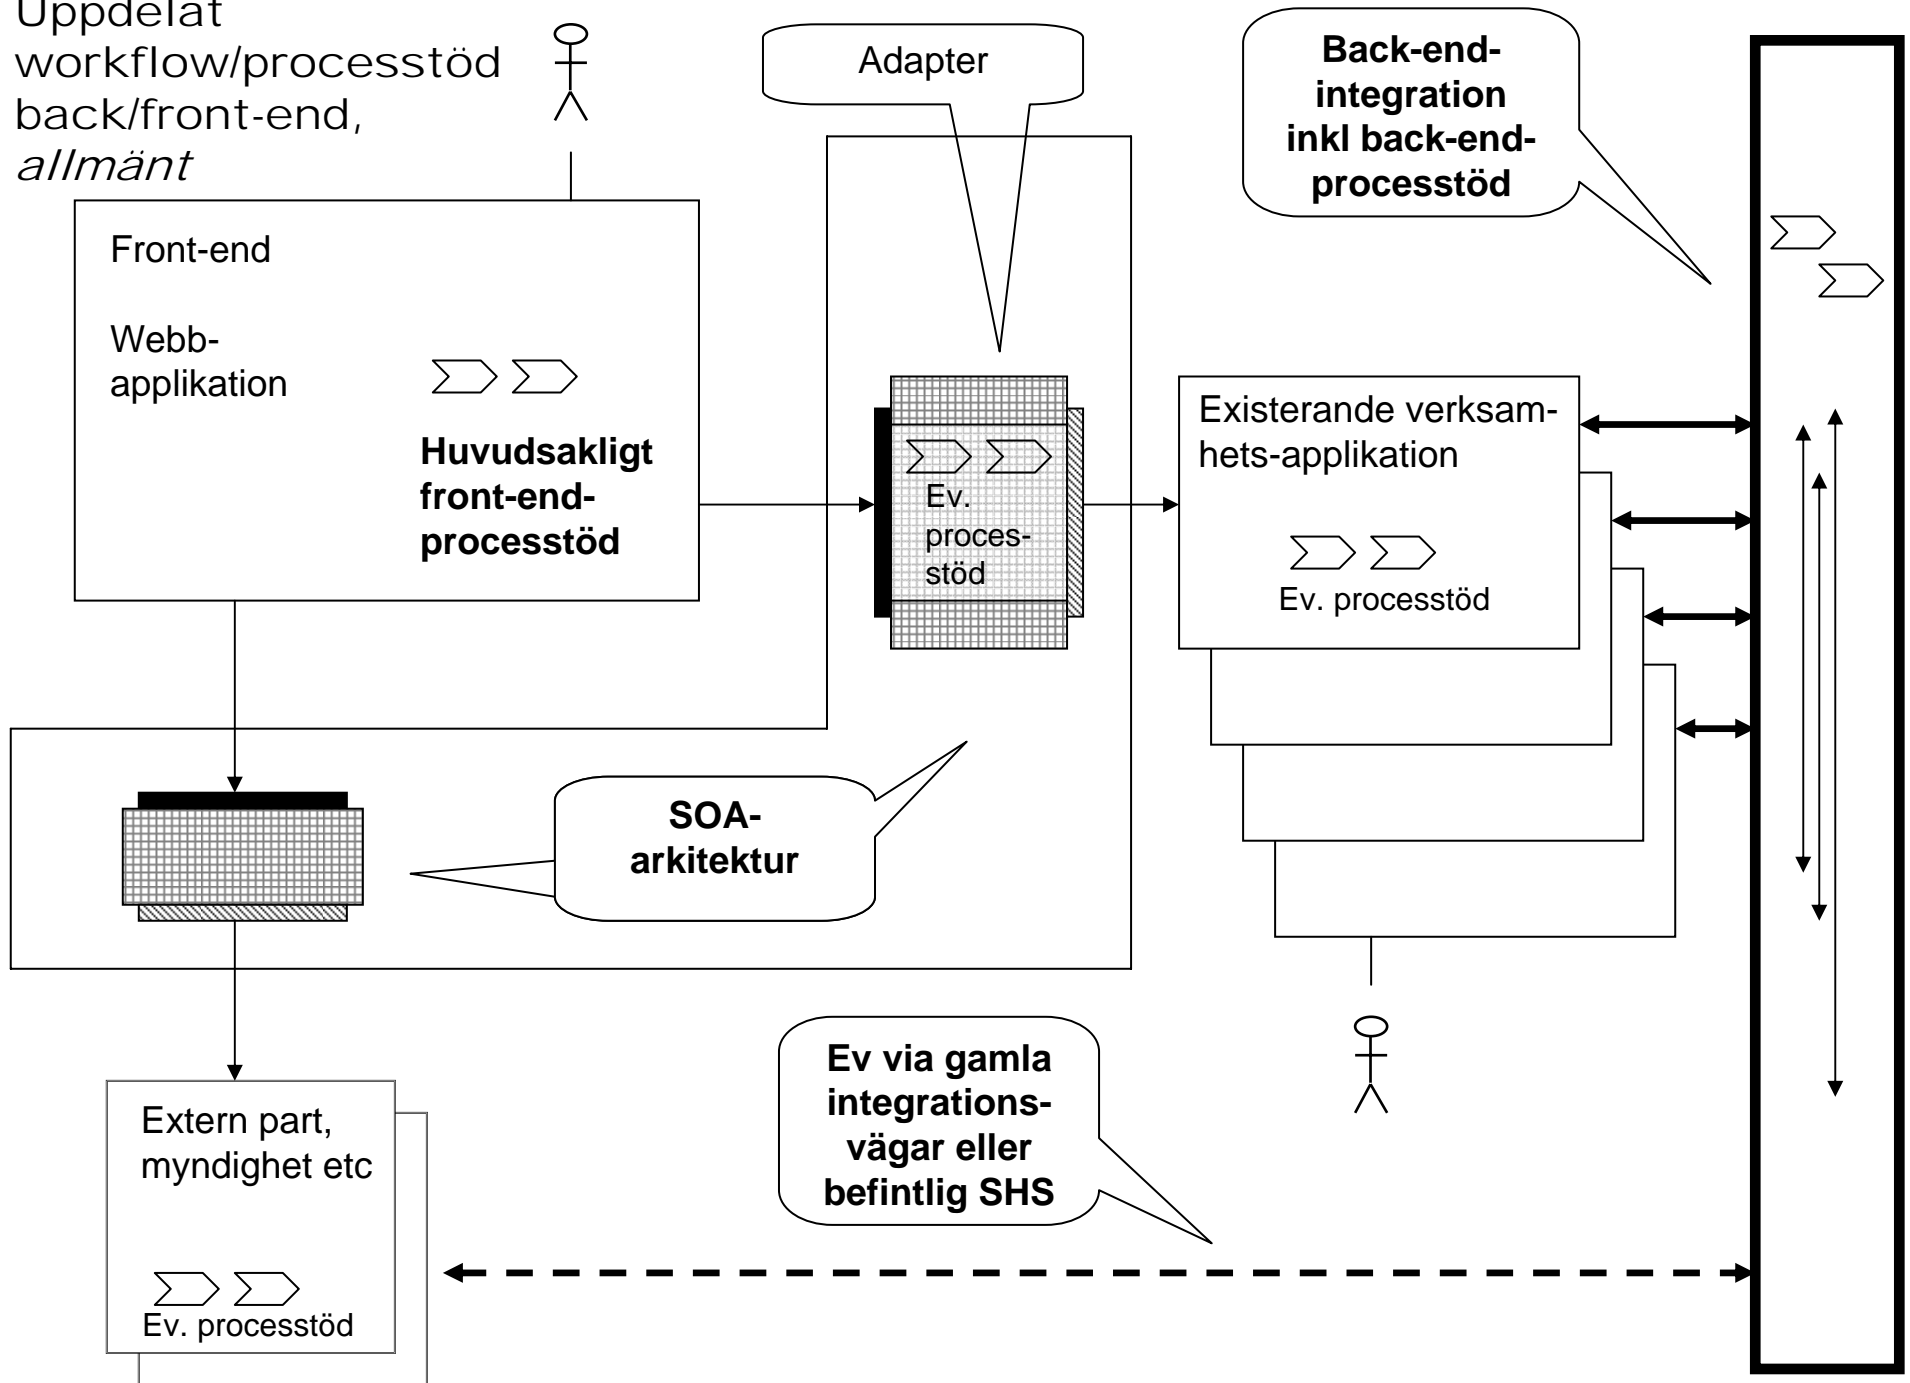 Uppdelat
workflow/processtöd
back/front-end,
allmänt
Adapter
Back-end-
integration
inkl back-end-
processtöd
Front-end
Webb-
applikation
Huvudsakligt
front-end-
processtöd
Ev.
proces-
stöd
Existerande verksam-
hets-applikation
Ev. processtöd
SOA-
arkitektur
Ev via gamla
integrations-
vägar eller
befintlig SHS
Extern part,
myndighet etc
Ev. processtöd